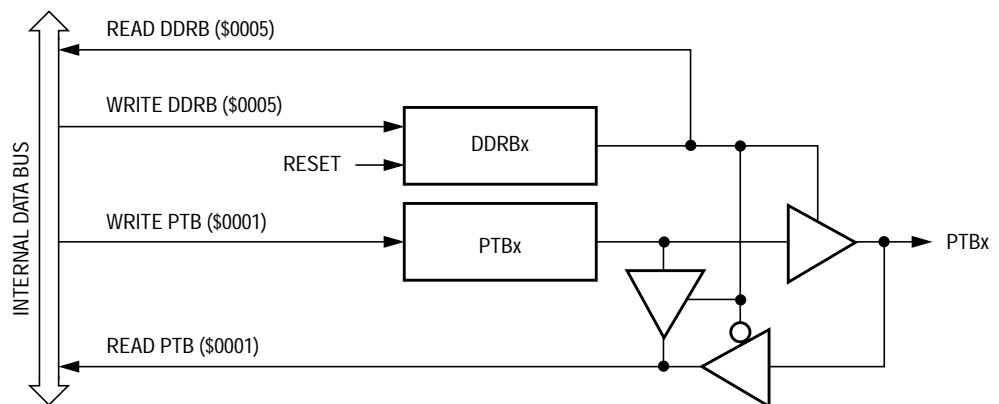 READ DDRB ($0005)
WRITE DDRB ($0005)
DDRBx
RESET
WRITE PTB ($0001)
PTBx
PTBx
READ PTB ($0001)
INTERNAL DATA BUS